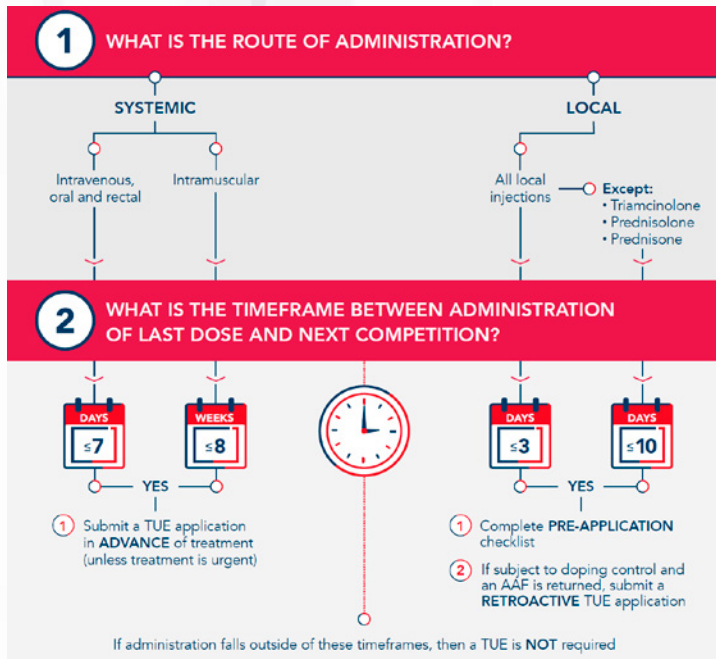 1
WHAT IS THE ROUTE OF ADMINISTRATION?
SYSTEMIC
LOCAL
Intravenous,
oral and rectal
Intramuscular
All local
injections
Except:
• Triamcinolone
• Prednisolone
• Prednisone
2
WHAT IS THE TIMEFRAME BETWEEN ADMINISTRATION
OF LAST DOSE AND NEXT COMPETITION?
DAYS
≤7
WEEKS
≤8
DAYS
≤3
DAYS
≤10
YES
1 Submit a TUE application
in ADVANCE of treatment
(unless treatment is urgent)
YES
1 Complete PRE-APPLICATION
checklist
2 If subject to doping control and
an AAF is returned, submit a
RETROACTIVE TUE application
If administration falls outside of these timeframes, then a TUE is NOT required